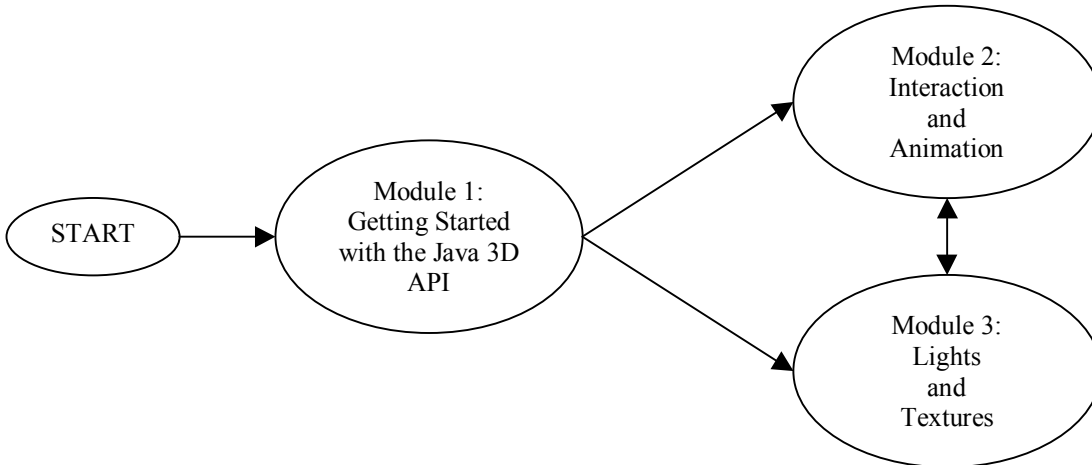 START
Module 1:
Getting Started
with the Java 3D
API
Module 2:
Interaction
and
Animation
Module 3:
Lights
and
Textures